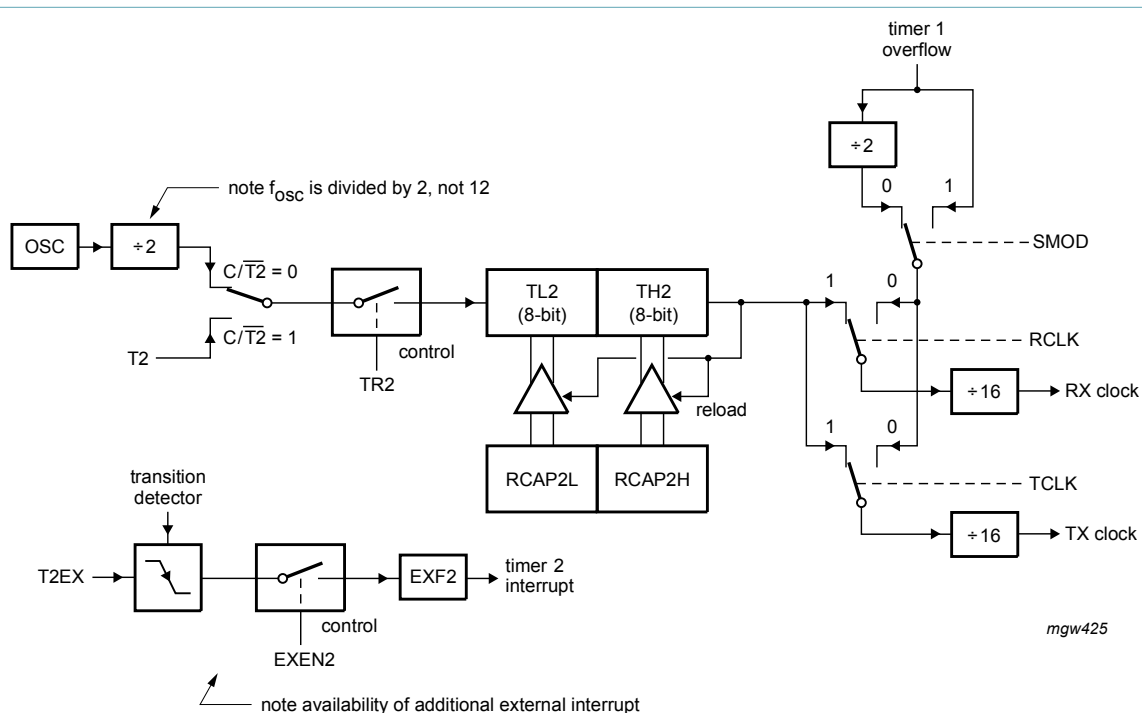 timer 1
overflow
÷2
0
1
SMOD
note fosc is divided by 2, not 12
OSC
÷2
C/T2 = 0
C/T2 = 1
T2
control
TR2
TL2
(8-bit)
TH2
(8-bit)
reload
RCAP2L
RCAP2H
1
0
RCLK
÷16
RX clock
1
0
TCLK
÷16
TX clock
transition
detector
T2EX
control
EXEN2
EXF2
timer 2
interrupt
note availability of additional external interrupt
mgw425